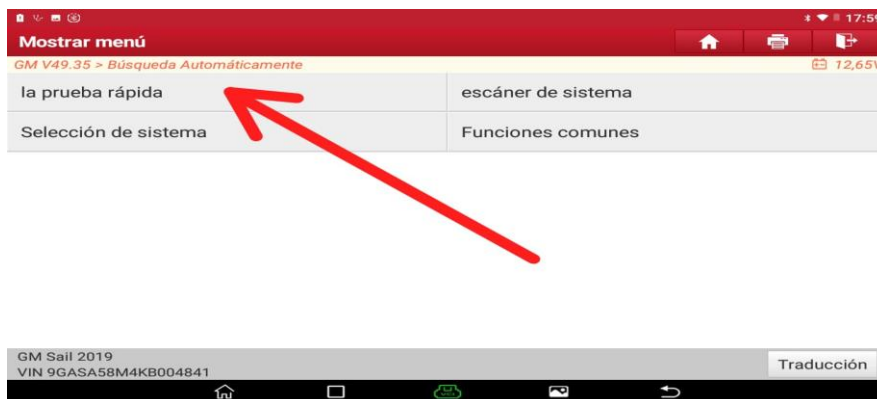 17:59
Mostrar menú
GM V49.35 > Búsqueda Automáticamente
12,65V
la prueba rápida
escáner de sistema
Selección de sistema
Funciones comunes
GM Sail 2019
VIN 9GASA58M4KB004841
Traducción